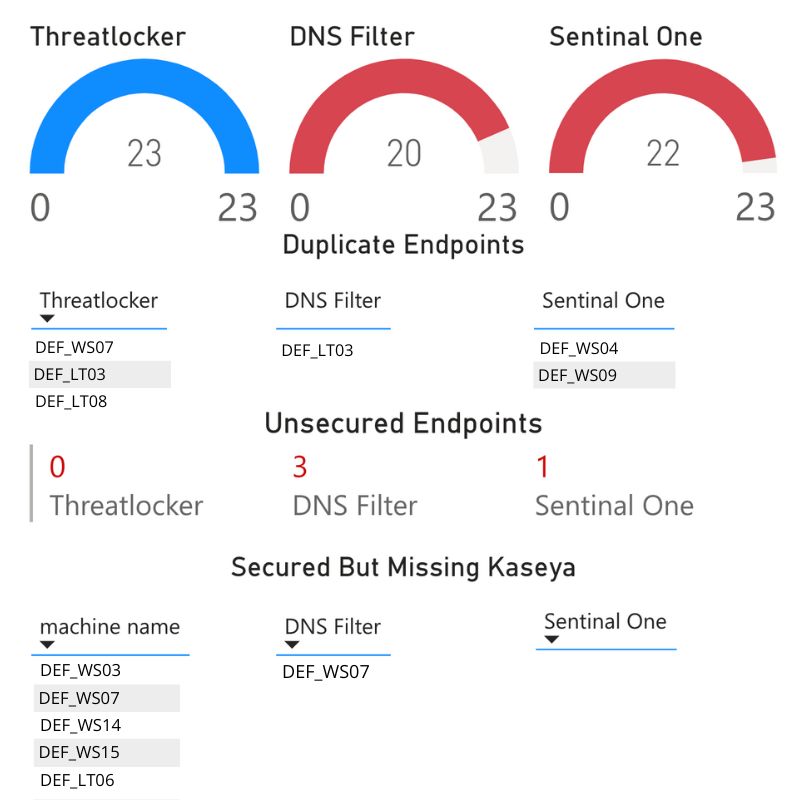 Threatlocker
DNS Filter
Sentinal One
23
20
22
0
23
0
23
0
23
Duplicate Endpoints
Threatlocker
DNS Filter
Sentinal One
DEF_WS07
DEF_LT03
DEF_LT08
DEF_LT03
DEF_WS04
DEF_WS09
Unsecured Endpoints
0
Threatlocker
3
DNS Filter
1
Sentinal One
Secured But Missing Kaseya
machine name
DEF_WS03
DEF_WS07
DEF_WS14
DEF_WS15
DEF_LT06
DNS Filter
DEF_WS07
Sentinal One